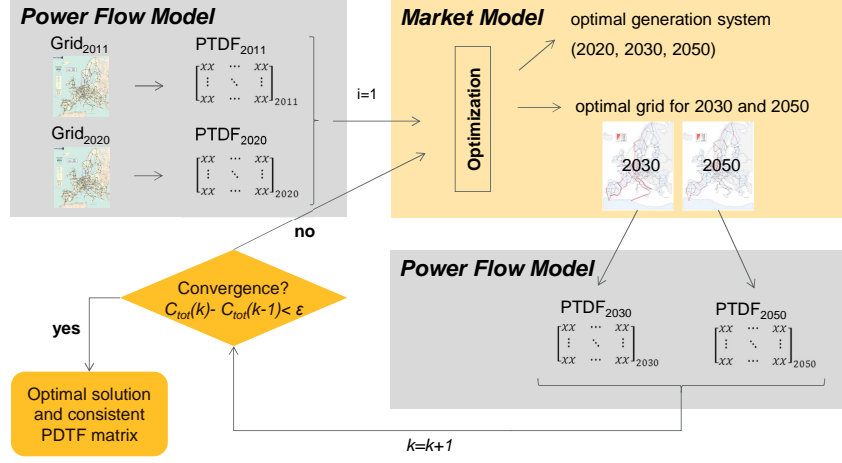 Power Flow Model
Grid2011
PTDF2011
[xx ⋯ xx
⋮ ⋱ ⋮
xx ⋯ xx]2011
Grid2020
PTDF2020
[xx ⋯ xx
⋮ ⋱ ⋮
xx ⋯ xx]2020
i=1
Market Model
Optimization
optimal generation system
(2020, 2030, 2050)
optimal grid for 2030 and 2050
2030
2050
no
Power Flow Model
PTDF2030
[xx ⋯ xx
⋮ ⋱ ⋮
xx ⋯ xx]2030
PTDF2050
[xx ⋯ xx
⋮ ⋱ ⋮
xx ⋯ xx]2050
Convergence?
Ctot(k)- Ctot(k-1)< ε
yes
Optimal solution
and consistent
PDTF matrix
k=k+1